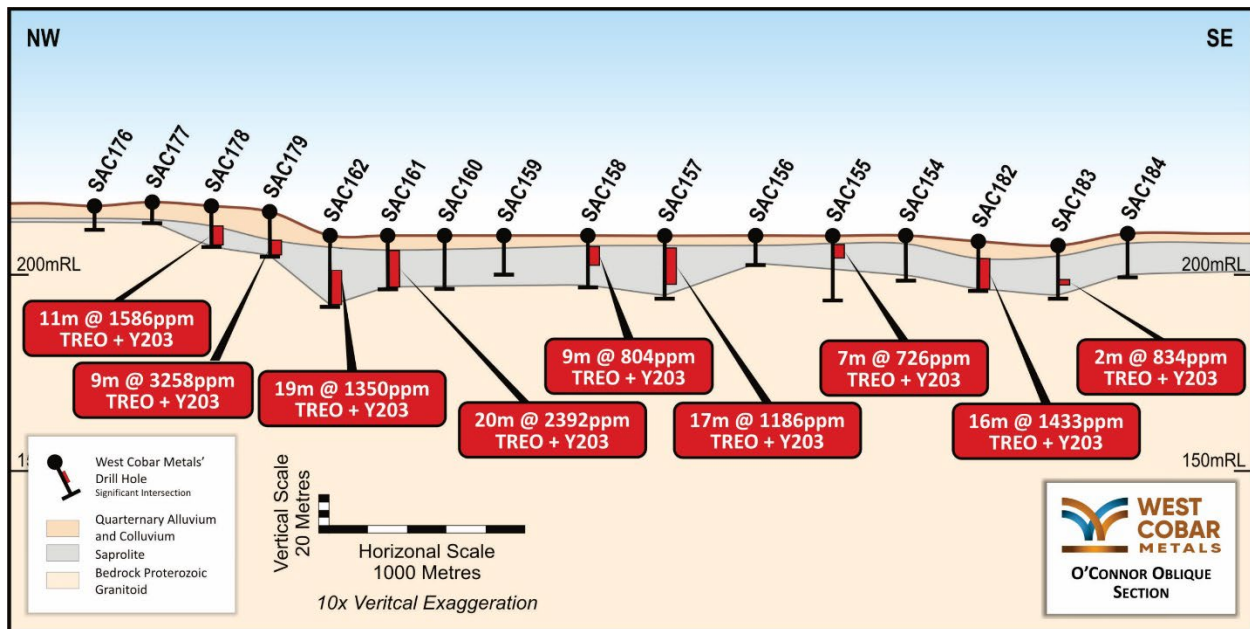 NW
SE
SAC176
SAC177
SAC178
SAC179
SAC162
SAC161
SAC160
SAC159
SAC158
SAC157
SAC156
SAC155
SAC154
SAC182
SAC183
SAC184
200mRL
200mRL
11m @ 1586ppm
TREO + Y203
9m @ 3258ppm
TREO + Y203
19m @ 1350ppm
TREO + Y203
20m @ 2392ppm
TREO + Y203
9m @ 804ppm
TREO + Y203
17m @ 1186ppm
TREO + Y203
7m @ 726ppm
TREO + Y203
16m @ 1433ppm
TREO + Y203
2m @ 834ppm
TREO + Y203
150mRL
West Cobar Metals'
Drill Hole
Significant Intersection
Quarternary Alluvium
and Colluvium
Saprolite
Bedrock Proterozoic
Granitoid
Vertical Scale
20 Metres
Horizonal Scale
1000 Metres
10x Veritcal Exaggeration
WEST
COBAR
METALS
O'CONNOR OBLIQUE
SECTION